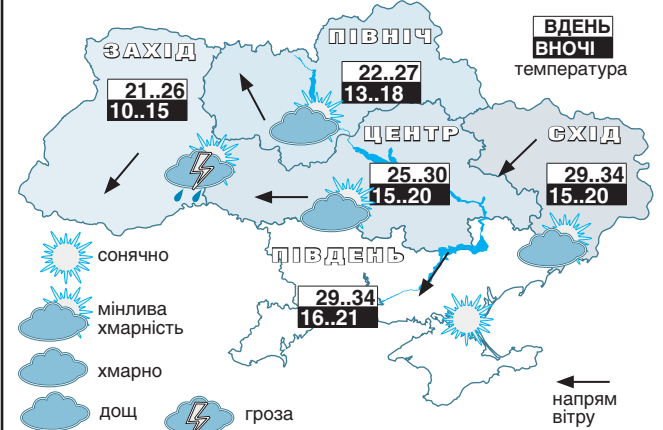 ЗАХІД
21..26
10..15
ПІВНІЧ
22..27
13..18
ВДЕНЬ
ВНОЧІ
температура
ЦЕНТР
25..30
15..20
СХІД
29..34
15..20
ПІВДЕНЬ
29..34
16..21
сонячно
мінлива
хмарність
хмарно
дощ
гроза
напрям
вітру